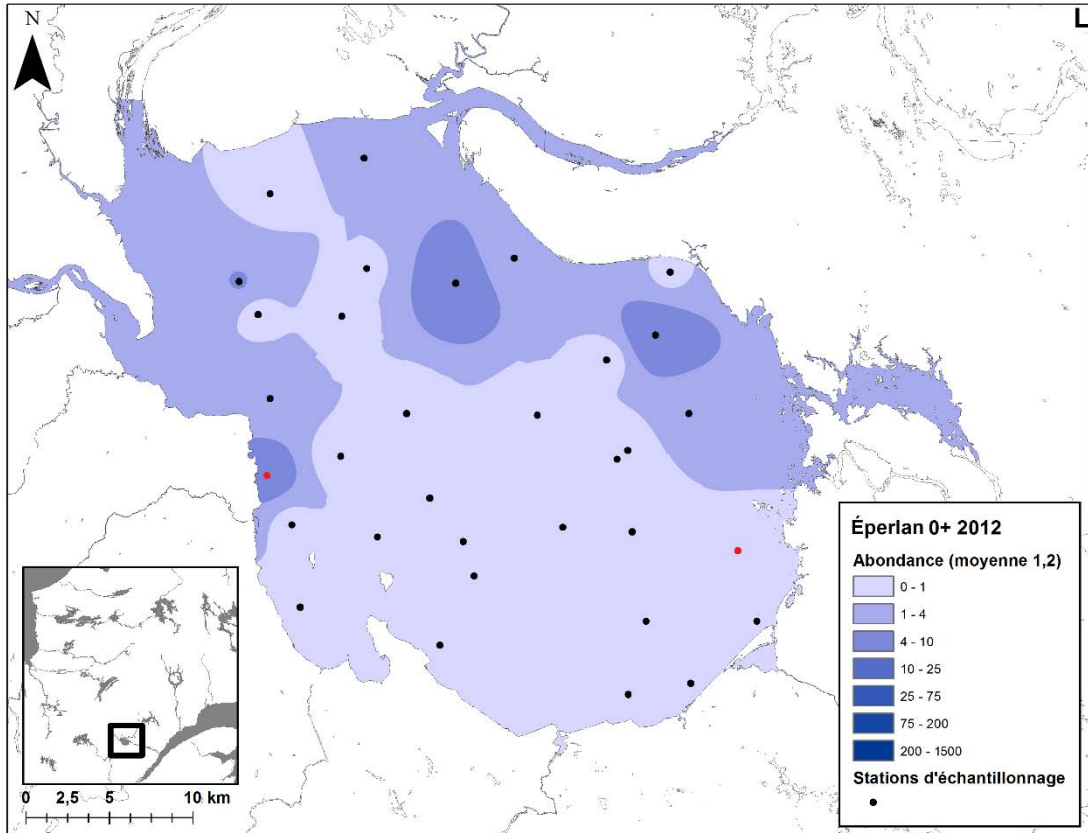 N
Éperlan 0+ 2012
Abondance (moyenne 1,2)
0 - 1
1 - 4
4 - 10
10 - 25
25 - 75
75 - 200
200 - 1500
Stations d'échantillonnage
0 2,5 5 10 km